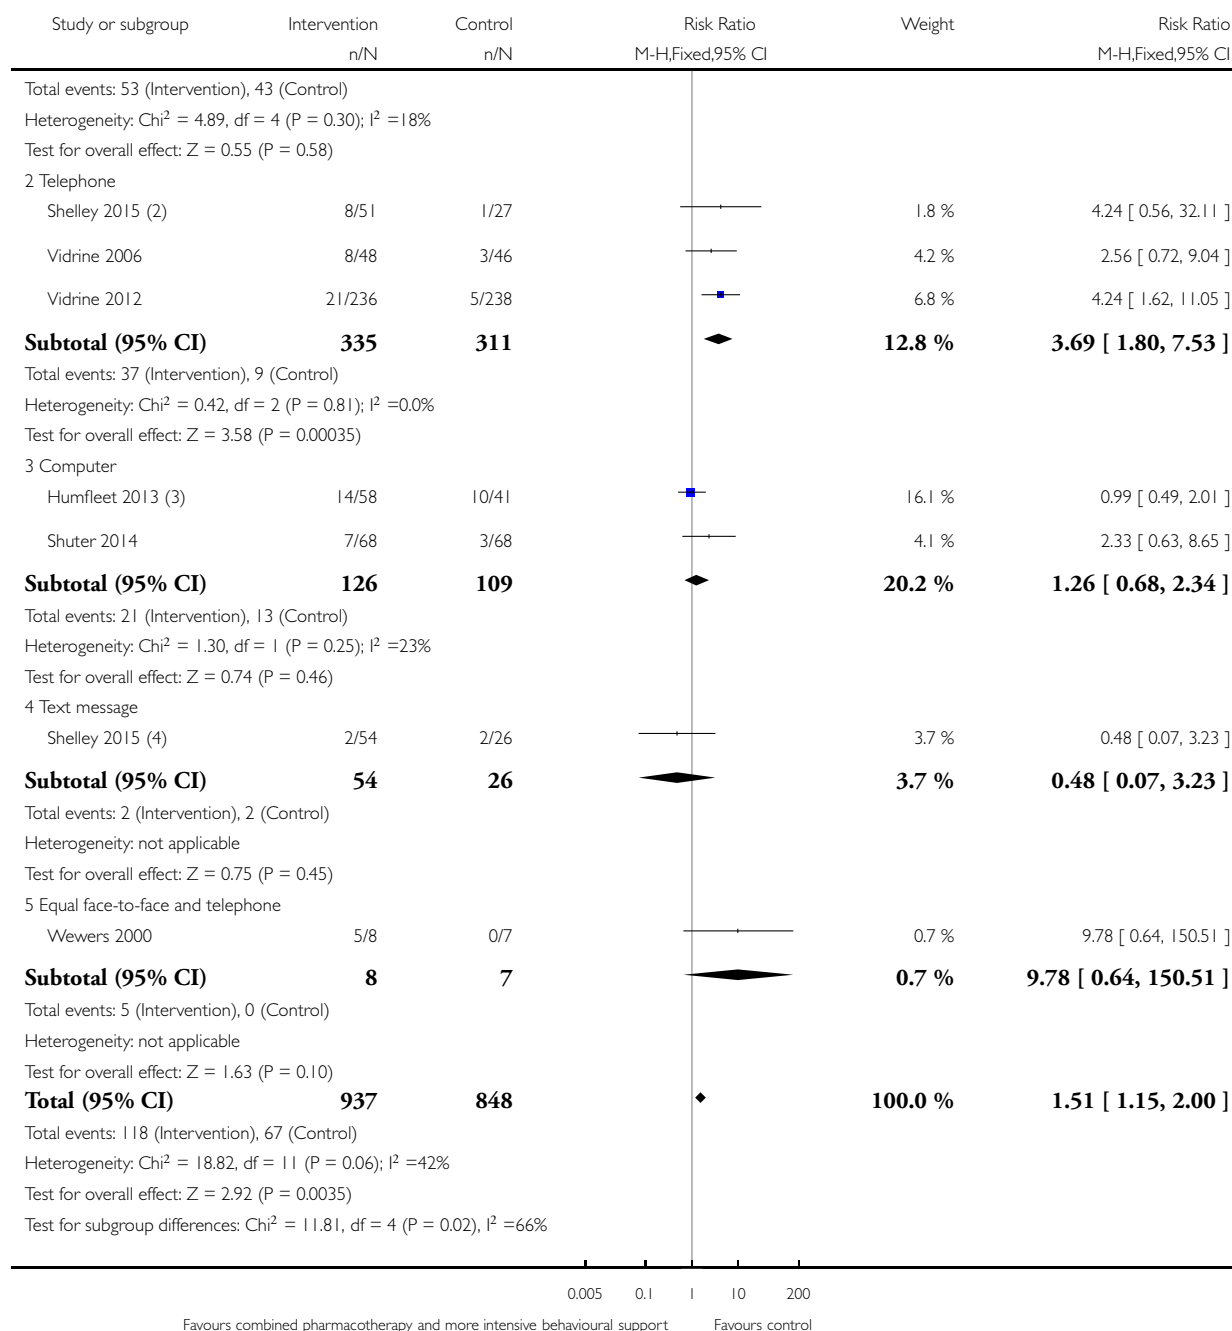 Study or subgroup Intervention Control Risk Ratio Weight Risk Ratio
n/N n/N M-H,Fixed,95% CI M-H,Fixed,95% CI
Total events: 53 (Intervention), 43 (Control)
Heterogeneity: Chi² = 4.89, df = 4 (P = 0.30); I² =18%
Test for overall effect: Z = 0.55 (P = 0.58)
2 Telephone
Shelley 2015 (2) 8/51 1/27 1.8 % 4.24 [ 0.56, 32.11 ]
Vidrine 2006 8/48 3/46 4.2 % 2.56 [ 0.72, 9.04 ]
Vidrine 2012 21/236 5/238 6.8 % 4.24 [ 1.62, 11.05 ]
Subtotal (95% CI) 335 311 12.8 % 3.69 [ 1.80, 7.53 ]
Total events: 37 (Intervention), 9 (Control)
Heterogeneity: Chi² = 0.42, df = 2 (P = 0.81); I² =0.0%
Test for overall effect: Z = 3.58 (P = 0.00035)
3 Computer
Humfleet 2013 (3) 14/58 10/41 16.1 % 0.99 [ 0.49, 2.01 ]
Shuter 2014 7/68 3/68 4.1 % 2.33 [ 0.63, 8.65 ]
Subtotal (95% CI) 126 109 20.2 % 1.26 [ 0.68, 2.34 ]
Total events: 21 (Intervention), 13 (Control)
Heterogeneity: Chi² = 1.30, df = 1 (P = 0.25); I² =23%
Test for overall effect: Z = 0.74 (P = 0.46)
4 Text message
Shelley 2015 (4) 2/54 2/26 3.7 % 0.48 [ 0.07, 3.23 ]
Subtotal (95% CI) 54 26 3.7 % 0.48 [ 0.07, 3.23 ]
Total events: 2 (Intervention), 2 (Control)
Heterogeneity: not applicable
Test for overall effect: Z = 0.75 (P = 0.45)
5 Equal face-to-face and telephone
Wewers 2000 5/8 0/7 0.7 % 9.78 [ 0.64, 150.51 ]
Subtotal (95% CI) 8 7 0.7 % 9.78 [ 0.64, 150.51 ]
Total events: 5 (Intervention), 0 (Control)
Heterogeneity: not applicable
Test for overall effect: Z = 1.63 (P = 0.10)
Total (95% CI) 937 848 100.0 % 1.51 [ 1.15, 2.00 ]
Total events: 118 (Intervention), 67 (Control)
Heterogeneity: Chi² = 18.82, df = 11 (P = 0.06); I² =42%
Test for overall effect: Z = 2.92 (P = 0.0035)
Test for subgroup differences: Chi² = 11.81, df = 4 (P = 0.02), I² =66%
0.005 0.1 1 10 200
Favours combined pharmacotherapy and more intensive behavioural support Favours control